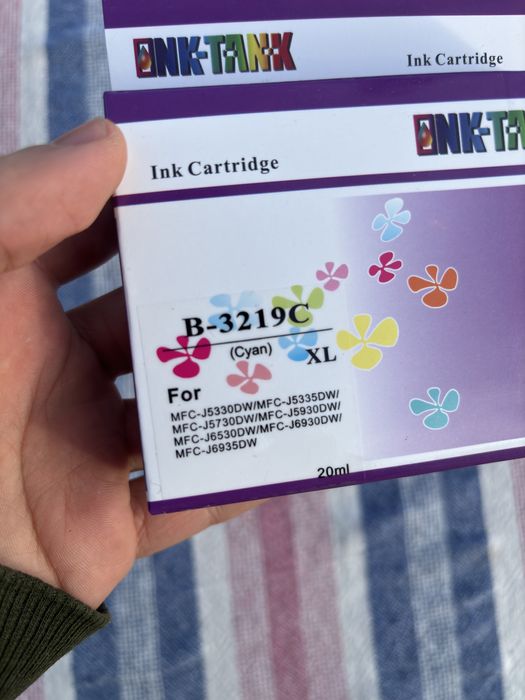 INK-TANK
Ink Cartridge
INK-TA
Ink Cartridge
B-3219C
(Cyan)
XL
For
MFC-J5330DW/MFC-J5335DW/
MFC-J5730DW/MFC-J5930DW/
MFC-J6530DW/MFC-J6930DW/
MFC-J6935DW
20ml